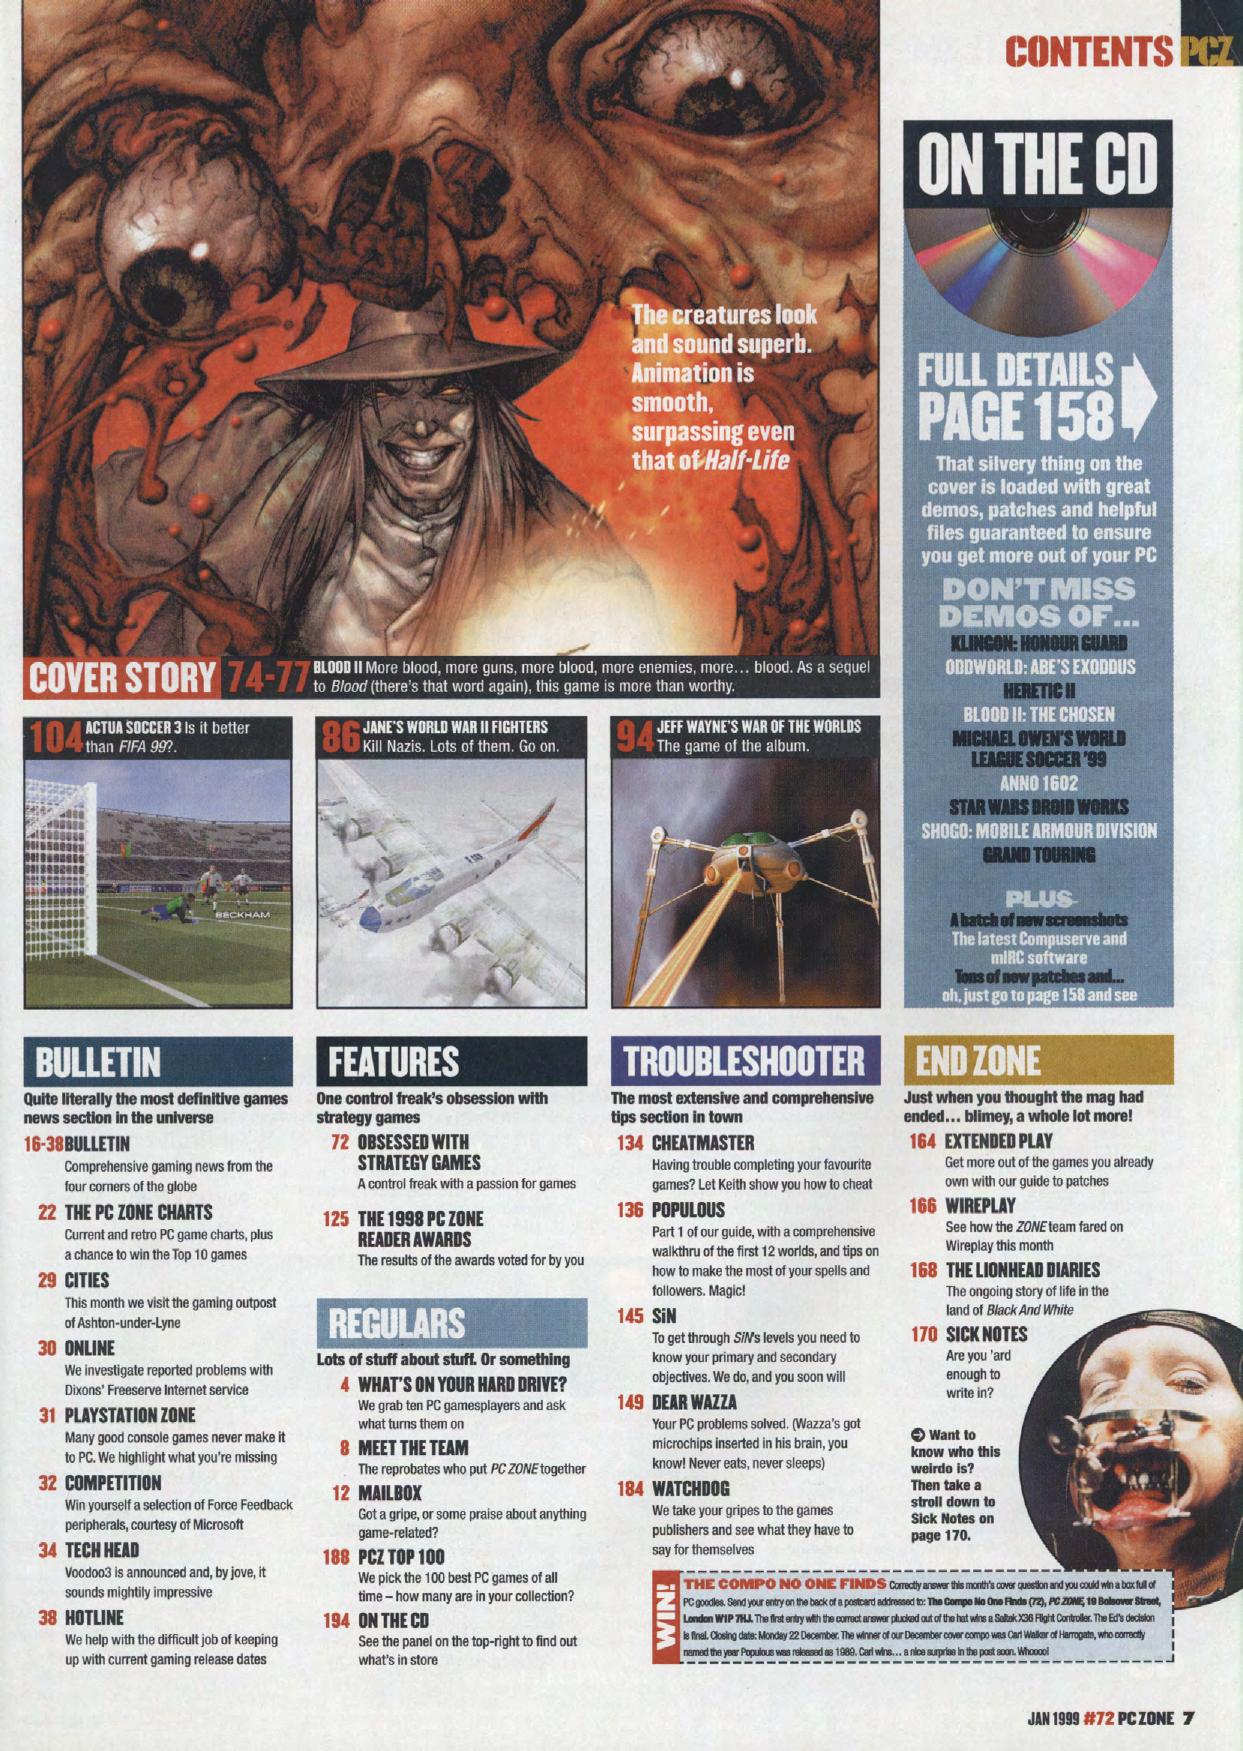 CONTENTS PCZ
The creatures look
and sound superb.
Animation is
smooth,
surpassing even
that of Half-Life
COVER STORY 74-77 BLOOD II More blood, more guns, more blood, more enemies, more... blood. As a sequel
to Blood (there's that word again), this game is more than worthy.
104 ACTUA SOCCER 3 Is it better
than FIFA 99?.
BECKHAM
86 JANE'S WORLD WAR II FIGHTERS
Kill Nazis. Lots of them. Go on.
94 JEFF WAYNE'S WAR OF THE WORLDS
The game of the album.
ON THE CD
FULL DETAILS
PAGE 158
That silvery thing on the
cover is loaded with great
demos, patches and helpful
files guaranteed to ensure
you get more out of your PC
DON'T MISS
DEMOS OF...
KLINGON: HONOUR GUARD
ODDWORLD: ABE'S EXODDUS
HERETIC II
BLOOD II: THE CHOSEN
MICHAEL OWEN'S WORLD
LEAGUE SOCCER '99
ANNO 1602
STAR WARS DROID WORKS
SHOGO: MOBILE ARMOUR DIVISION
GRAND TOURING
PLUS
A batch of new screenshots
The latest Compuserve and
mIRC software
Tons of new patches and...
oh, just go to page 158 and see
BULLETIN
Quite literally the most definitive games
news section in the universe
16-38 BULLETIN
Comprehensive gaming news from the
four corners of the globe
22 THE PC ZONE CHARTS
Current and retro PC game charts, plus
a chance to win the Top 10 games
29 CITIES
This month we visit the gaming outpost
of Ashton-under-Lyne
30 ONLINE
We investigate reported problems with
Dixons' Freeserve Internet service
31 PLAYSTATION ZONE
Many good console games never make it
to PC. We highlight what you're missing
32 COMPETITION
Win yourself a selection of Force Feedback
peripherals, courtesy of Microsoft
34 TECH HEAD
Voodoo3 is announced and, by jove, it
sounds mightily impressive
38 HOTLINE
We help with the difficult job of keeping
up with current gaming release dates
FEATURES
One control freak's obsession with
strategy games
72 OBSESSED WITH
STRATEGY GAMES
A control freak with a passion for games
125 THE 1998 PC ZONE
READER AWARDS
The results of the awards voted for by you
REGULARS
Lots of stuff about stuff. Or something
4 WHAT'S ON YOUR HARD DRIVE?
We grab ten PC gamesplayers and ask
what turns them on
8 MEET THE TEAM
The reprobates who put PC ZONE together
12 MAILBOX
Got a gripe, or some praise about anything
game-related?
188 PCZ TOP 100
We pick the 100 best PC games of all
time – how many are in your collection?
194 ON THE CD
See the panel on the top-right to find out
what's in store
TROUBLESHOOTER
The most extensive and comprehensive
tips section in town
134 CHEATMASTER
Having trouble completing your favourite
games? Let Keith show you how to cheat
136 POPULOUS
Part 1 of our guide, with a comprehensive
walkthru of the first 12 worlds, and tips on
how to make the most of your spells and
followers. Magic!
145 SiN
To get through SiN's levels you need to
know your primary and secondary
objectives. We do, and you soon will
149 DEAR WAZZA
Your PC problems solved. (Wazza's got
microchips inserted in his brain, you
know! Never eats, never sleeps)
184 WATCHDOG
We take your gripes to the games
publishers and see what they have to
say for themselves
END ZONE
Just when you thought the mag had
ended... blimey, a whole lot more!
164 EXTENDED PLAY
Get more out of the games you already
own with our guide to patches
166 WIREPLAY
See how the ZONE team fared on
Wireplay this month
168 THE LIONHEAD DIARIES
The ongoing story of life in the
land of Black And White
170 SICK NOTES
Are you 'ard
enough to
write in?
Want to
know who this
weirdo is?
Then take a
stroll down to
Sick Notes on
page 170.
WIN!
THE COMPO NO ONE FINDS Correctly answer this month's cover question and you could win a box full of
PC goodies. Send your entry on the back of a postcard addressed to: The Compo No One Finds (72), PC ZONE, 19 Bolsover Street,
London W1P 7HJ. The first entry with the correct answer plucked out of the hat wins a Saitek X36 Flight Controller. The Ed's decision
is final. Closing date: Monday 22 December. The winner of our December cover compo was Carl Walker of Harrogate, who correctly
named the year Populous was released as 1989. Carl wins... a nice surprise in the post soon. Whoooo!
JAN 1999 #72 PC ZONE 7